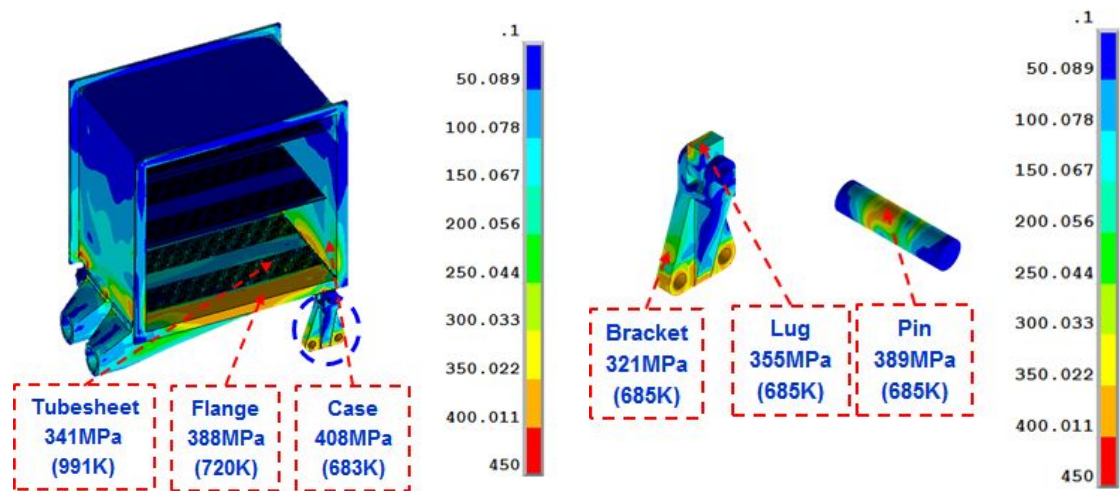 .1
50.089
100.078
150.067
200.056
250.044
300.033
350.022
400.011
450
Tubesheet
341MPa
(991K)
Flange
388MPa
(720K)
Case
408MPa
(683K)
.1
50.089
100.078
150.067
200.056
250.044
300.033
350.022
400.011
450
Bracket
321MPa
(685K)
Lug
355MPa
(685K)
Pin
389MPa
(685K)